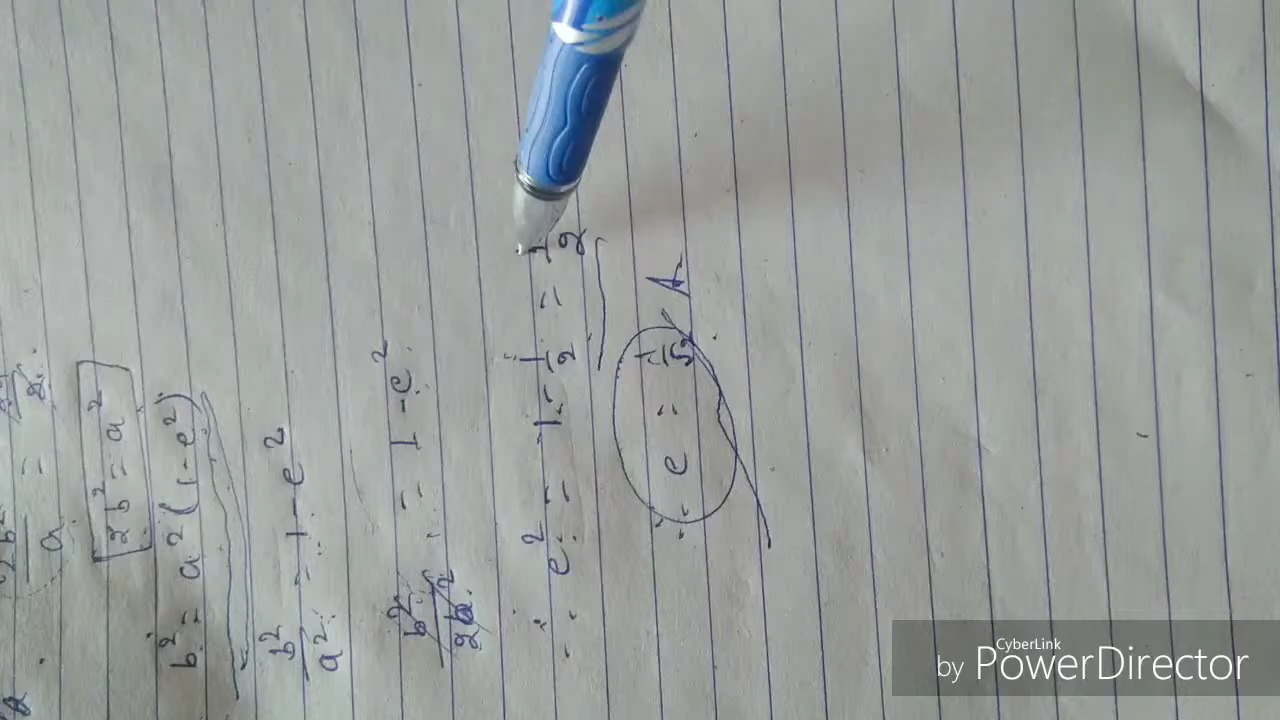 2b²/a =
2b² = a²
b² = a²(1-e²)
b²/a² = 1-e²
b²/2b² = 1-e²
∴ e² = 1-1/2 = 1/2
∴ e = 1/√2 A
CyberLink
by PowerDirector